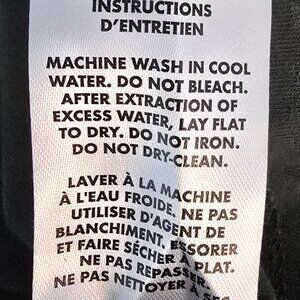 INSTRUCTIONS
D'ENTRETIEN
MACHINE WASH IN COOL
WATER. DO NOT BLEACH.
AFTER EXTRACTION OF
EXCESS WATER, LAY FLAT
TO DRY. DO NOT IRON.
DO NOT DRY-CLEAN.
LAVER À LA MACHINE
À L'EAU FROIDE. NE PAS
UTILISER D'AGENT DE
BLANCHIMENT. ESSORER
ET FAIRE SÉCHER À PLAT.
NE PAS REPASSER.
NE PAS NETTOYER À SEC